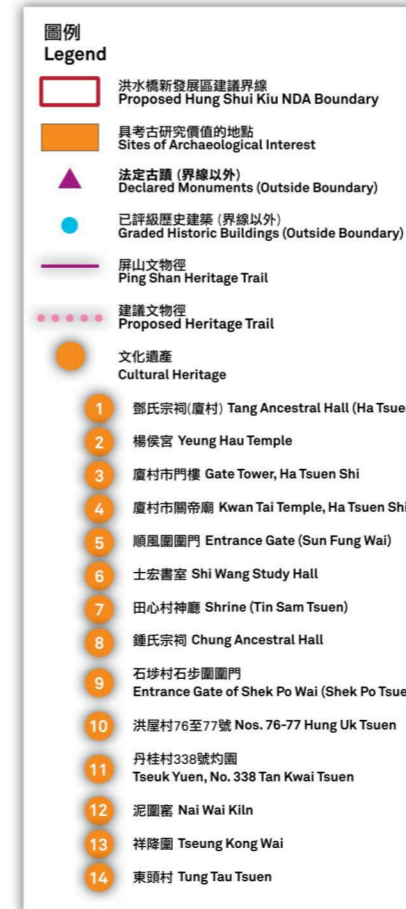 圖例
Legend
洪水橋新發展區建議界線
Proposed Hung Shui Kiu NDA Boundary
具考古研究價值的地點
Sites of Archaeological Interest
法定古蹟 (界線以外)
Declared Monuments (Outside Boundary)
已評級歷史建築 (界線以外)
Graded Historic Buildings (Outside Boundary)
屏山文物徑
Ping Shan Heritage Trail
建議文物徑
Proposed Heritage Trail
文化遺產
Cultural Heritage
1 鄧氏宗祠(廈村) Tang Ancestral Hall (Ha
2 楊侯宮 Yeung Hau Temple
3 廈村市門樓 Gate Tower, Ha Tsuen Shi
4 廈村市關帝廟 Kwan Tai Temple, Ha Tsuen Shi
5 順風圍圍門 Entrance Gate (Sun Fung Wai)
6 士宏書室 Shi Wang Study Hall
7 田心村神廳 Shrine (Tin Sam Tsuen)
8 鍾氏宗祠 Chung Ancestral Hall
9 石埗村石步圍圍門
Entrance Gate of Shek Po Wai (Shek Po
10 洪屋村76至77號 Nos. 76-77 Hung Uk Tsuen
11 丹桂村338號灼園
Tseuk Yuen, No. 338 Tan Kwai Tsuen
12 泥圍窰 Nai Wai Kiln
13 祥降圍 Tseung Kong Wai
14 東頭村 Tung Tau Tsuen